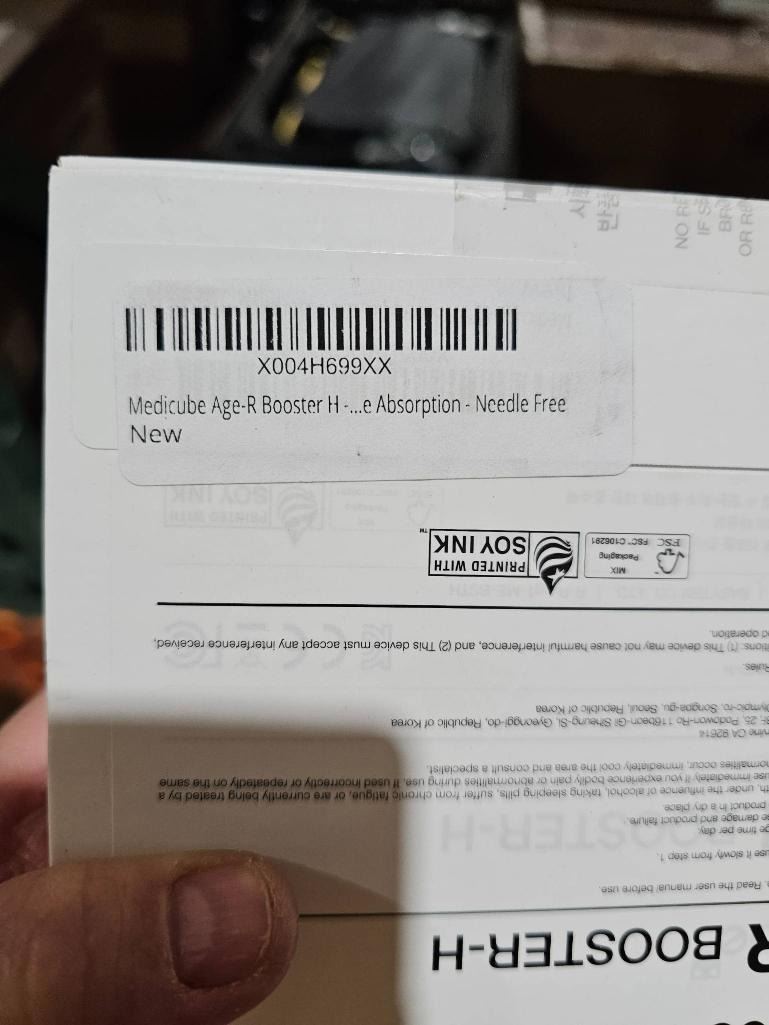 NO RE
IF S
BR
OR RE
X004H699XX
Medicube Age-R Booster H -...e Absorption - Needle Free
New
PRINTED WITH
SOY INK
™
MIX
Packaging
FSC FSC™ C106291
R BOOSTER-H
, Read the user manual before use.
use it slowly from step 1.
ge time per day.
e damage and product failure.
product in a dry place.
th, under the influence of alcohol, taking sleeping pills, suffer from chronic fatigue, or are currently being treated by a
use immediately if you experience bodily pain or abnormalities during use. If used incorrectly or repeatedly on the same
normalities occur, immediately cool the area and consult a specialist.
vine CA 92614
3F, 25, Podowon-Ro 116beon-Gil Siheung-Si, Gyeonggi-do, Republic of Korea
lympic-ro, Songpa-gu, Seoul, Republic of Korea
Rules.
itions: (1) This device may not cause harmful interference, and (2) This device must accept any interference received,
d operation.